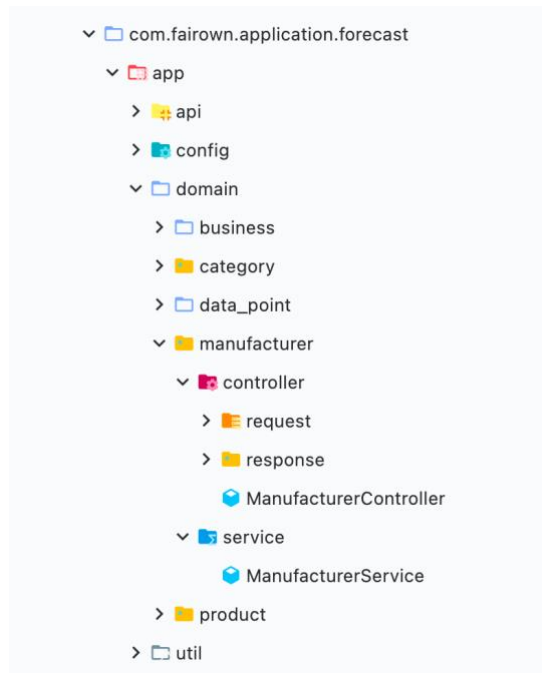 com.fairown.application.forecast
app
api
config
domain
business
category
data_point
manufacturer
controller
request
response
ManufacturerController
service
ManufacturerService
product
util